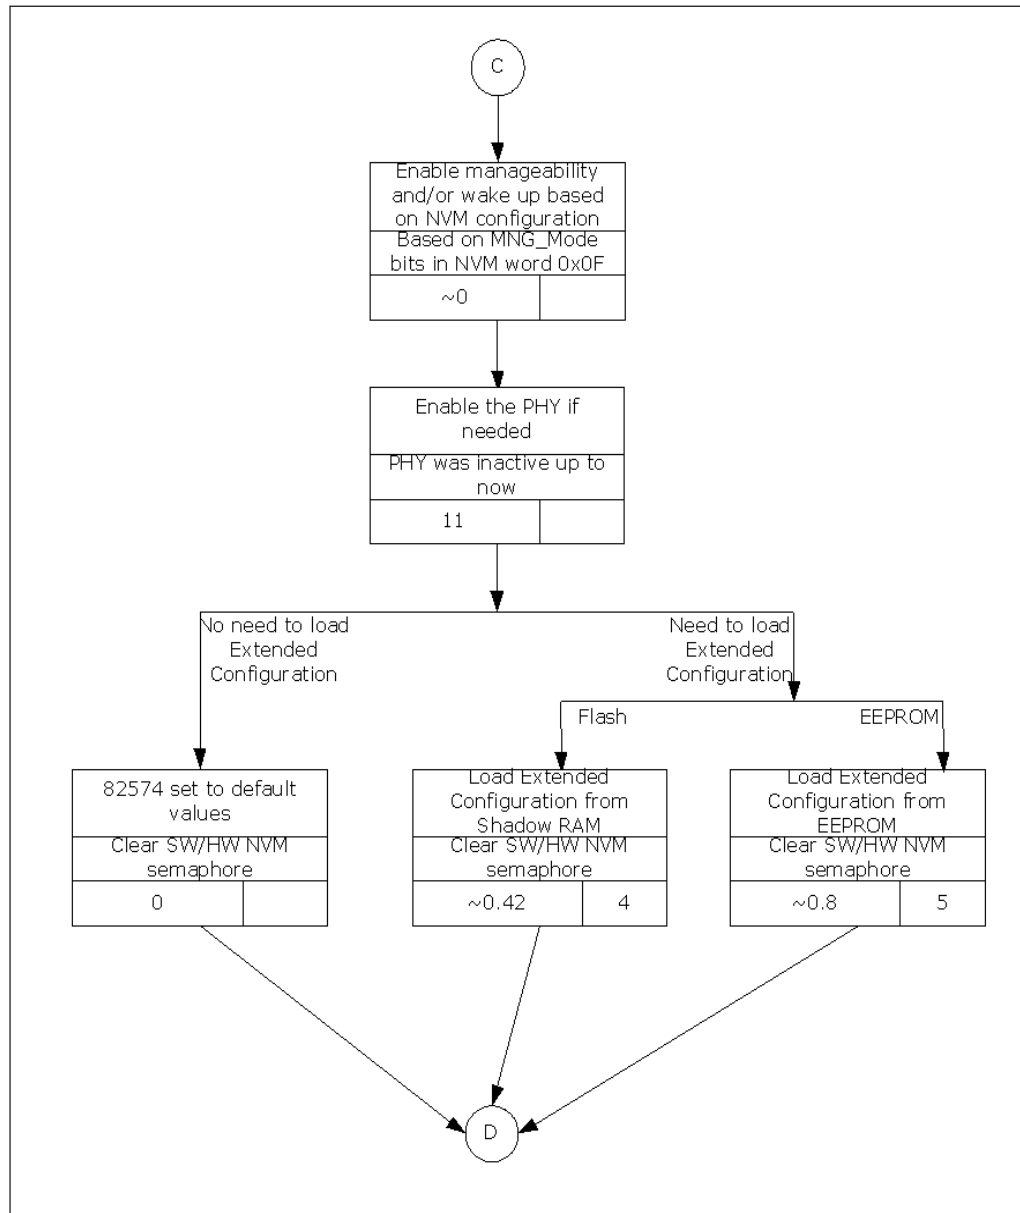 C
Enable manageability
and/or wake up based
on NVM configuration
Based on MNG_Mode
bits in NVM word 0x0F
~0
Enable the PHY if
needed
PHY was inactive up to
now
11
No need to load
Extended
Configuration
Need to load
Extended
Configuration
Flash
EEPROM
82574 set to default
values
Clear SW/HW NVM
semaphore
0
Load Extended
Configuration from
Shadow RAM
Clear SW/HW NVM
semaphore
~0.42
4
Load Extended
Configuration from
EEPROM
Clear SW/HW NVM
semaphore
~0.8
5
D